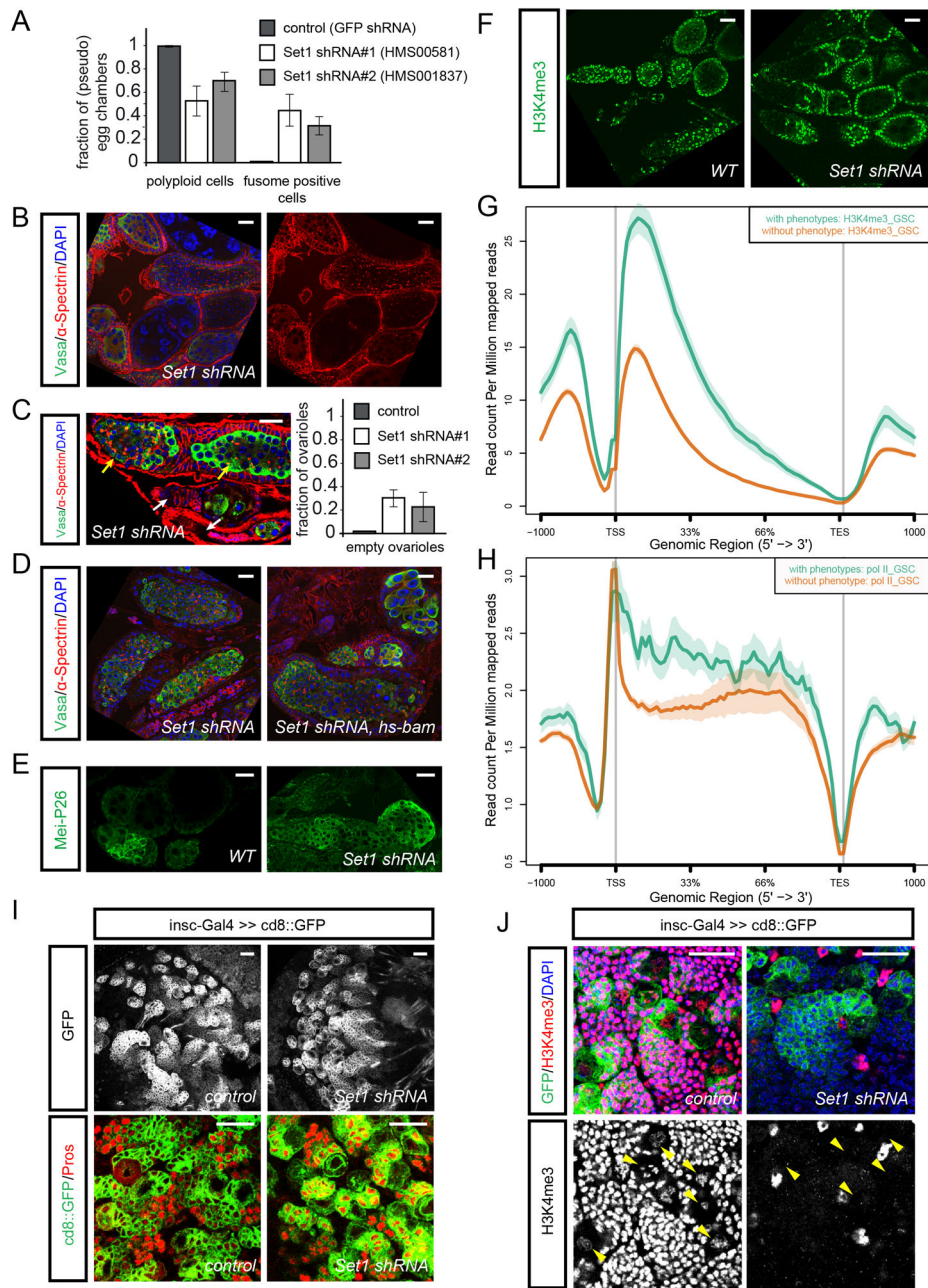 A
fraction of (pseudo)
egg chambers
1
0.8
0.6
0.4
0.2
0
control (GFP shRNA)
Set1 shRNA#1 (HMS00581)
Set1 shRNA#2 (HMS001837)
polyploid cells
fusome positive
cells
B
Vasa/α-Spectrin/DAPI
Set1 shRNA
C
Vasa/α-Spectrin/DAPI
Set1 shRNA
fraction of ovarioles
1
0.8
0.6
0.4
0.2
0
control
Set1 shRNA#1
Set1 shRNA#2
empty ovarioles
D
Vasa/α-Spectrin/DAPI
Set1 shRNA
Set1 shRNA, hs-bam
E
Mei-P26
WT
Set1 shRNA
F
H3K4me3
WT
Set1 shRNA
G
Read count Per Million mapped reads
25
20
15
10
5
0
with phenotypes: H3K4me3_GSC
without phenotype: H3K4me3_GSC
−1000 TSS 33% 66% TES 1000
Genomic Region (5' −> 3')
H
Read count Per Million mapped reads
3.0
2.5
2.0
1.5
1.0
0.5
with phenotypes: pol II_GSC
without phenotype: pol II_GSC
−1000 TSS 33% 66% TES 1000
Genomic Region (5' −> 3')
I
insc-Gal4 >> cd8::GFP
GFP
control
Set1 shRNA
cd8::GFP/Pros
control
Set1 shRNA
J
insc-Gal4 >> cd8::GFP
GFP/H3K4me3/DAPI
control
Set1 shRNA
H3K4me3